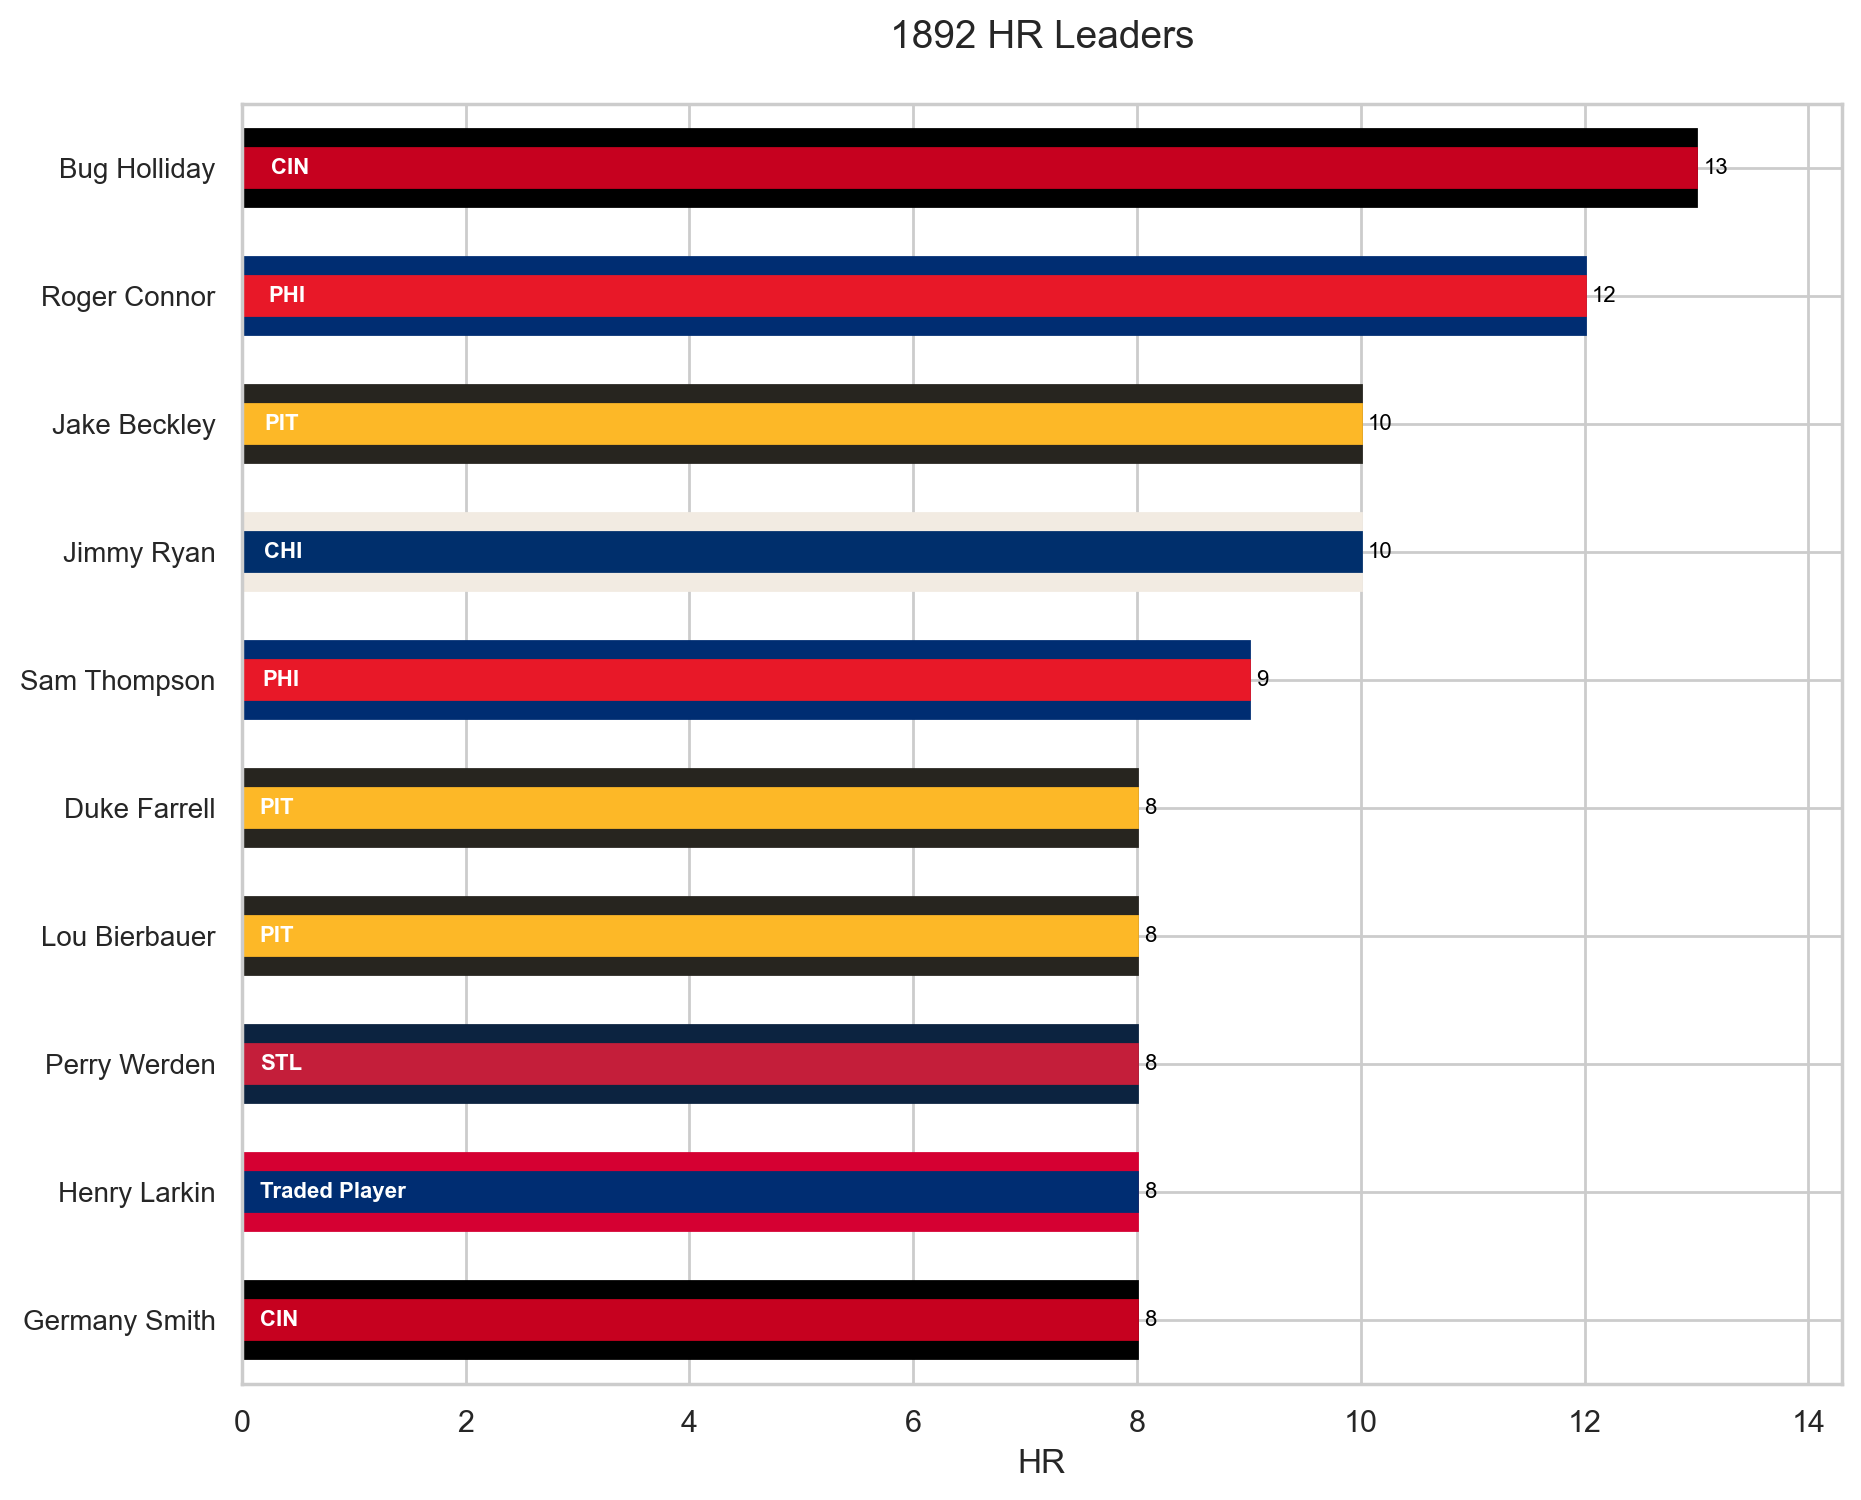 1892 HR Leaders
Bug Holliday CIN 13
Roger Connor PHI 12
Jake Beckley PIT 10
Jimmy Ryan CHI 10
Sam Thompson PHI 9
Duke Farrell PIT 8
Lou Bierbauer PIT 8
Perry Werden STL 8
Henry Larkin Traded Player 8
Germany Smith CIN 8
0 2 4 6 8 10 12 14
HR